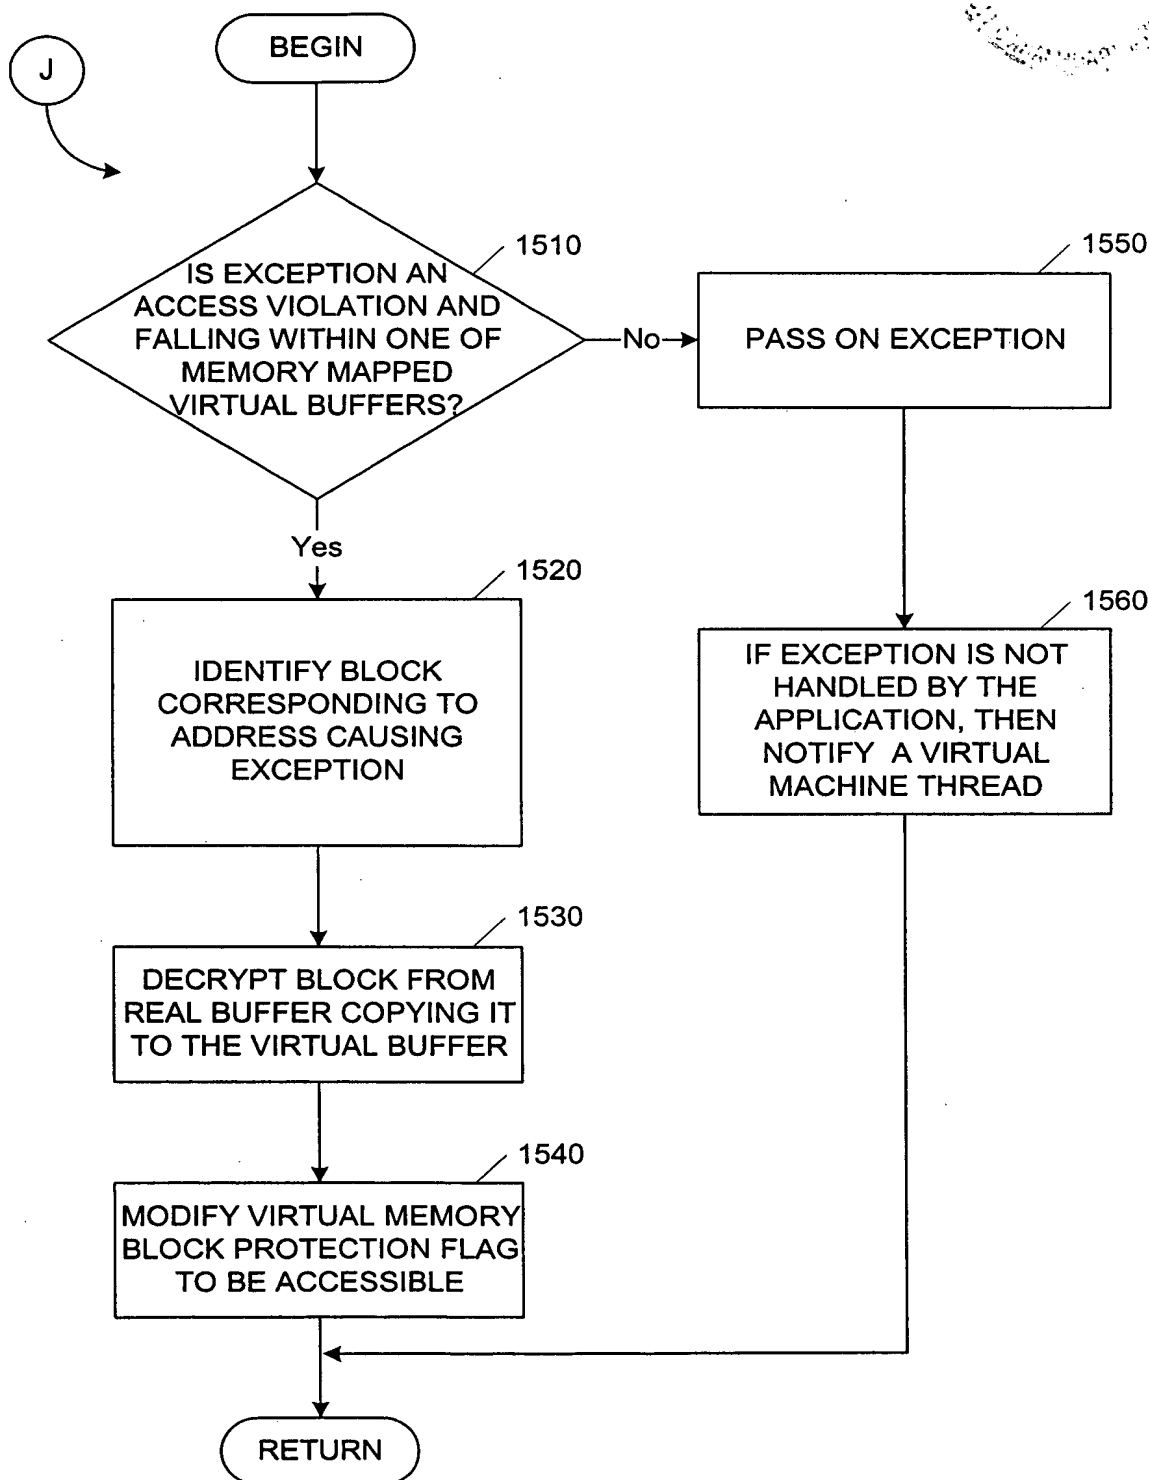 BEGIN
J
1510
IS EXCEPTION AN
ACCESS VIOLATION AND
FALLING WITHIN ONE OF
MEMORY MAPPED
VIRTUAL BUFFERS?
No
1550
PASS ON EXCEPTION
Yes
1520
IDENTIFY BLOCK
CORRESPONDING TO
ADDRESS CAUSING
EXCEPTION
1560
IF EXCEPTION IS NOT
HANDLED BY THE
APPLICATION, THEN
NOTIFY A VIRTUAL
MACHINE THREAD
1530
DECRYPT BLOCK FROM
REAL BUFFER COPYING IT
TO THE VIRTUAL BUFFER
1540
MODIFY VIRTUAL MEMORY
BLOCK PROTECTION FLAG
TO BE ACCESSIBLE
RETURN